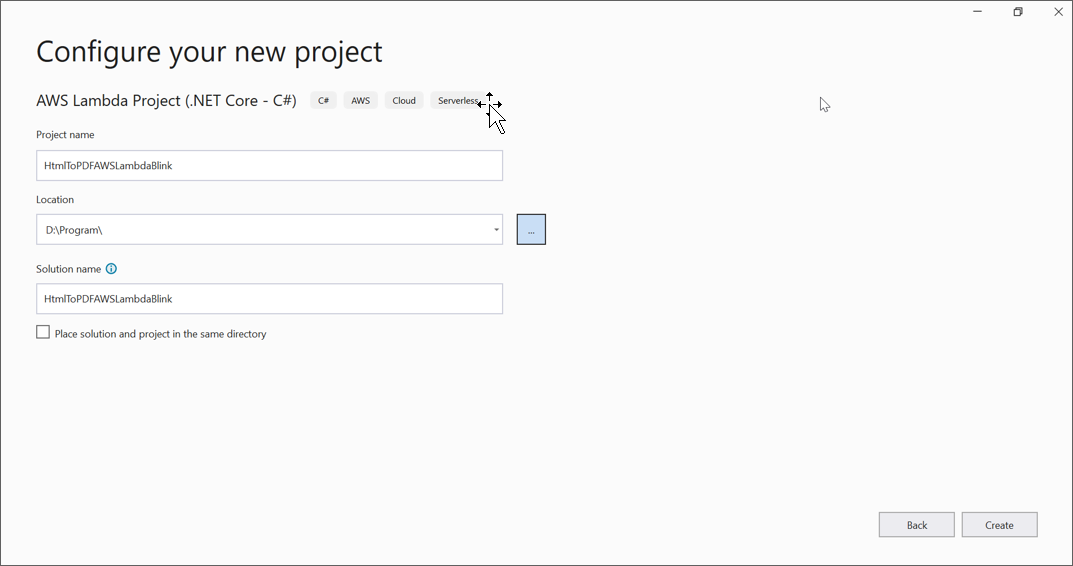 Configure your new project
AWS Lambda Project (.NET Core - C#) C# AWS Cloud Serverless
Project name
HtmlToPDFAWSLambdaBlink
Location
D:\Program\
...
Solution name
HtmlToPDFAWSLambdaBlink
Place solution and project in the same directory
Back Create